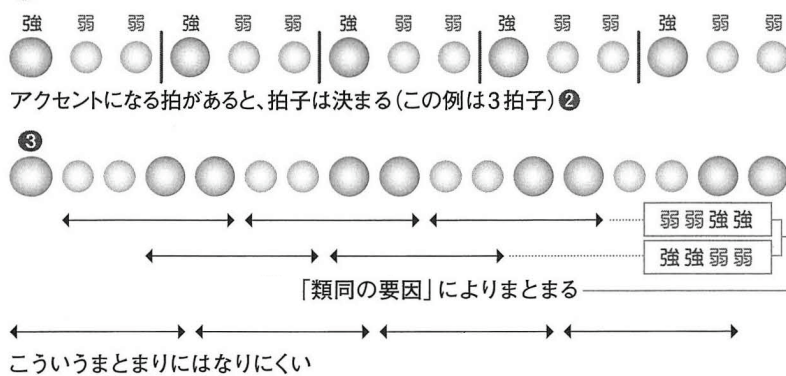 強 弱 弱 強 弱 弱 強 弱 弱 強 弱 弱 強 弱 弱
アクセントになる拍があると、拍子は決まる(この例は3拍子)❷
❸
弱弱強強
強強弱弱
「類同の要因」によりまとまる
こういうまとまりにはなりにくい